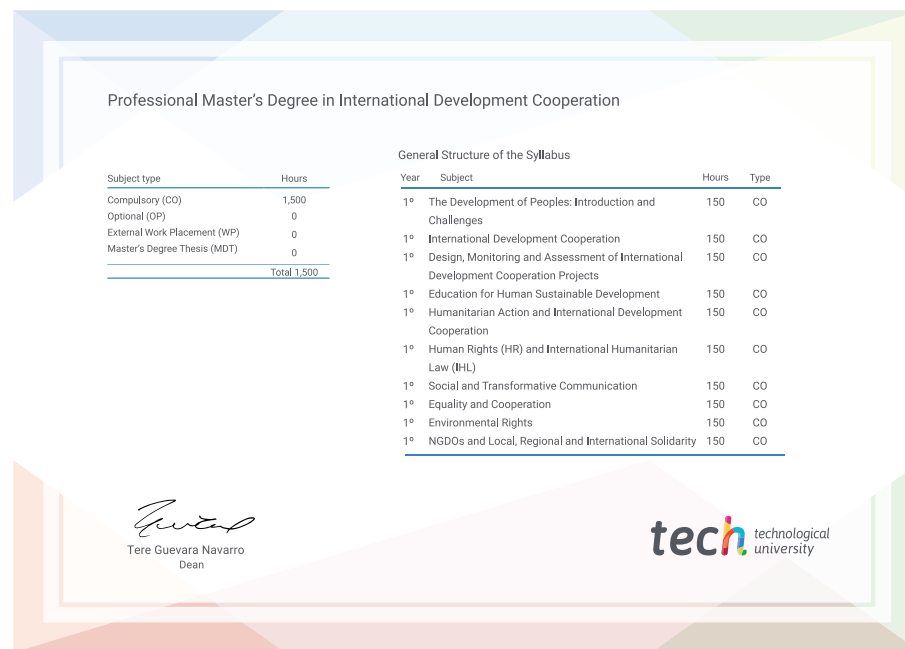 Professional Master's Degree in International Development Cooperation
General Structure of the Syllabus
Subject type Hours
Compulsory (CO) 1,500
Optional (OP) 0
External Work Placement (WP) 0
Master's Degree Thesis (MDT) 0
Total 1,500
Year Subject Hours Type
1º The Development of Peoples: Introduction and 150 CO
Challenges
1º International Development Cooperation 150 CO
1º Design, Monitoring and Assessment of International 150 CO
Development Cooperation Projects
1º Education for Human Sustainable Development 150 CO
1º Humanitarian Action and International Development 150 CO
Cooperation
1º Human Rights (HR) and International Humanitarian 150 CO
Law (IHL)
1º Social and Transformative Communication 150 CO
1º Equality and Cooperation 150 CO
1º Environmental Rights 150 CO
1º NGDOs and Local, Regional and International Solidarity 150 CO
Tere Guevara Navarro
Dean
tech technological
university